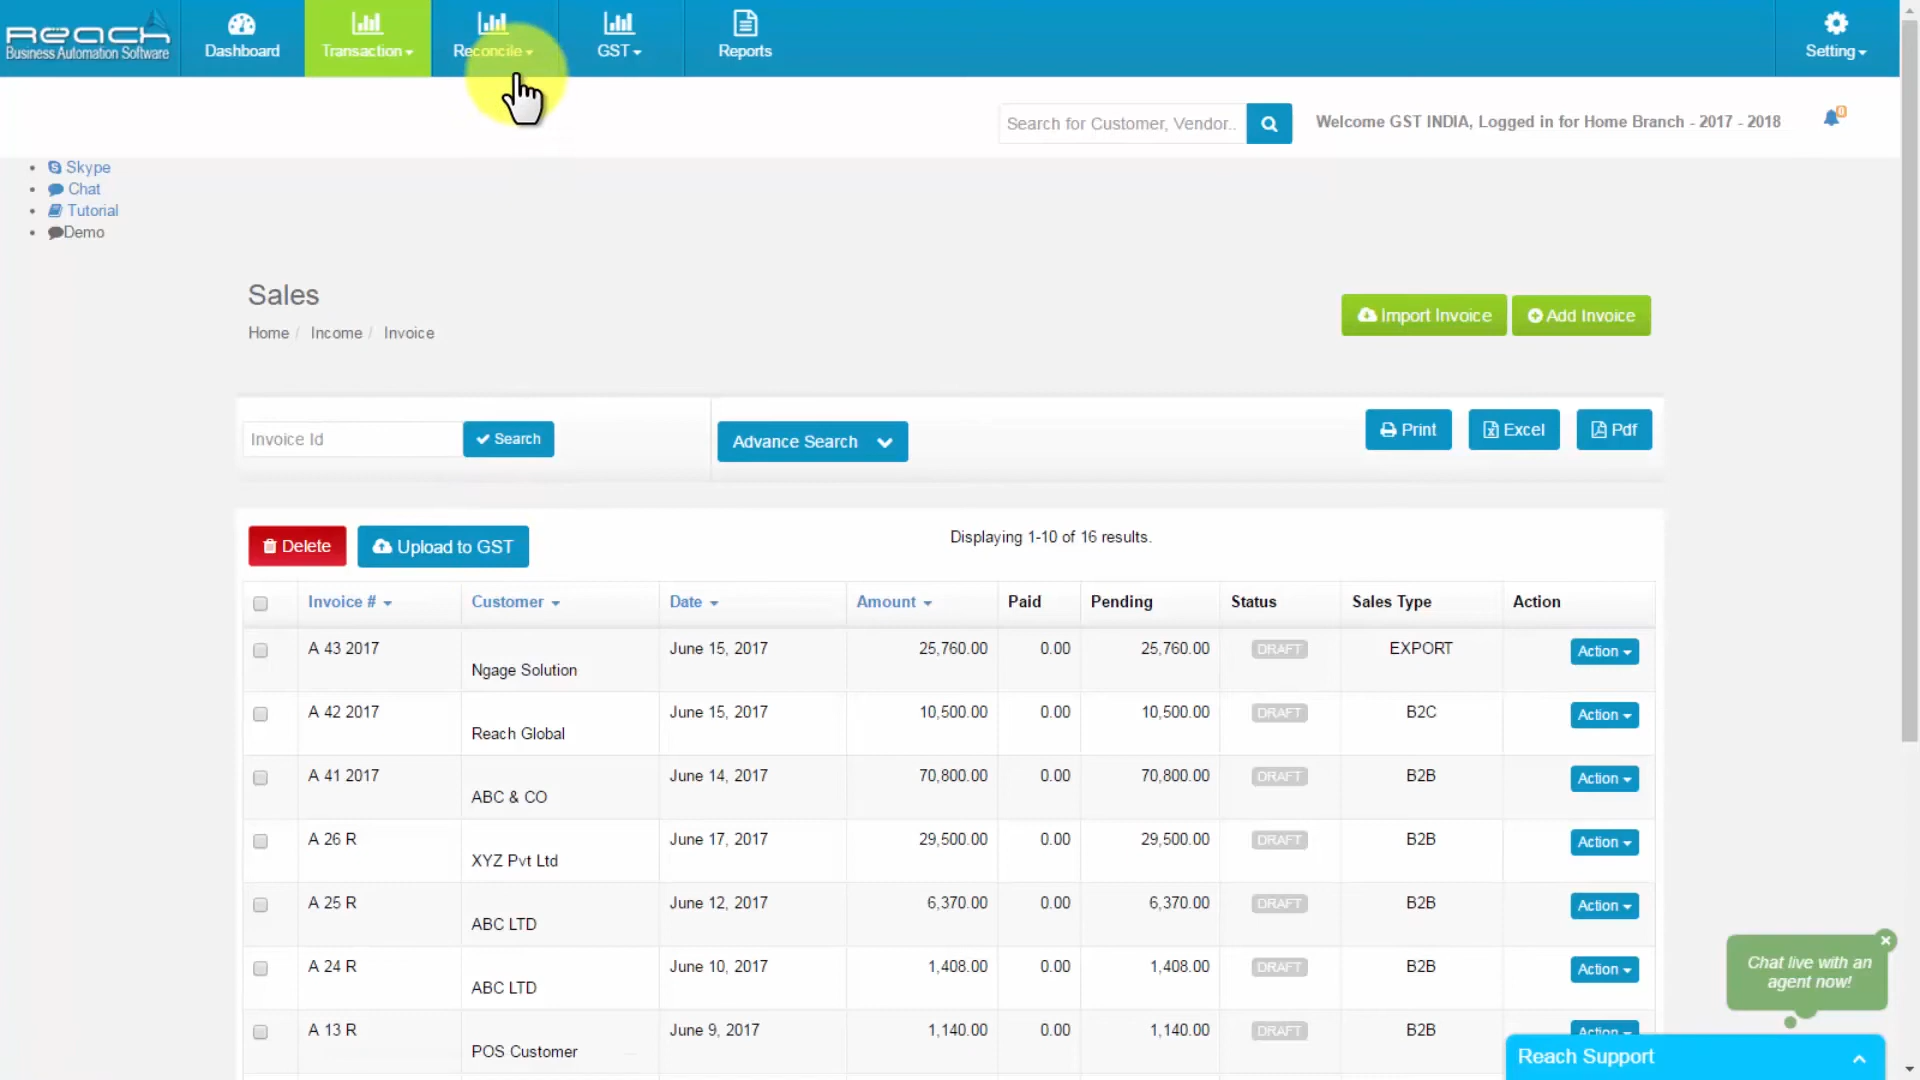 Reach
Business Automation Software
Dashboard
Transaction
Reconcile
GST
Reports
Setting
Search for Customer, Vendor..
Welcome GST INDIA, Logged in for Home Branch - 2017 - 2018
0
Skype
Chat
Tutorial
Demo
Sales
Home / Income / Invoice
Import Invoice
Add Invoice
Invoice Id
Search
Advance Search
Print
Excel
Pdf
Delete
Upload to GST
Displaying 1-10 of 16 results.
Invoice # Customer Date Amount Paid Pending Status Sales Type Action
A 43 2017 Ngage Solution June 15, 2017 25,760.00 0.00 25,760.00 DRAFT EXPORT Action
A 42 2017 Reach Global June 15, 2017 10,500.00 0.00 10,500.00 DRAFT B2C Action
A 41 2017 ABC & CO June 14, 2017 70,800.00 0.00 70,800.00 DRAFT B2B Action
A 26 R XYZ Pvt Ltd June 17, 2017 29,500.00 0.00 29,500.00 DRAFT B2B Action
A 25 R ABC LTD June 12, 2017 6,370.00 0.00 6,370.00 DRAFT B2B Action
A 24 R ABC LTD June 10, 2017 1,408.00 0.00 1,408.00 DRAFT B2B Action
A 13 R POS Customer June 9, 2017 1,140.00 0.00 1,140.00 DRAFT B2B Action
Chat live with an
agent now!
Reach Support